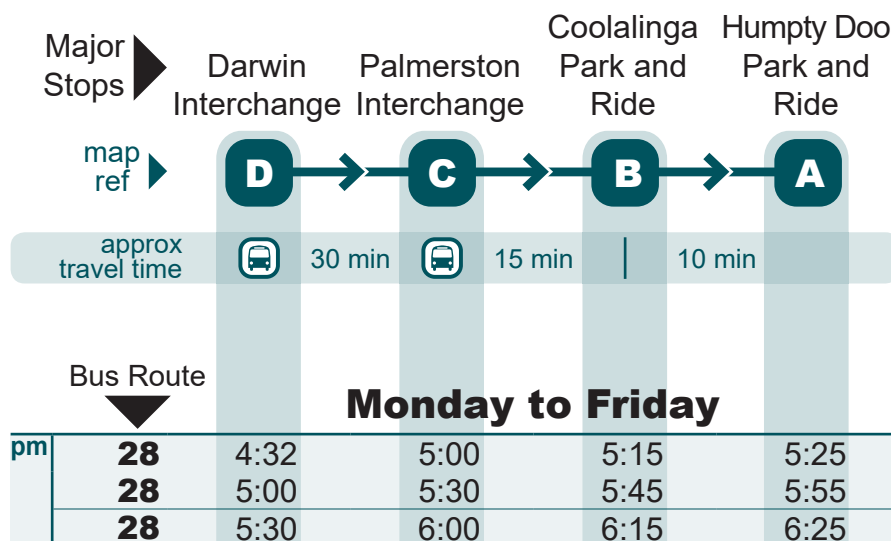 Major Stops
Darwin Interchange
Palmerston Interchange
Coolalinga Park and Ride
Humpty Doo Park and Ride
map ref
D
C
B
A
approx travel time
30 min
15 min
10 min
Bus Route
Monday to Friday
pm
28 4:32 5:00 5:15 5:25
28 5:00 5:30 5:45 5:55
28 5:30 6:00 6:15 6:25